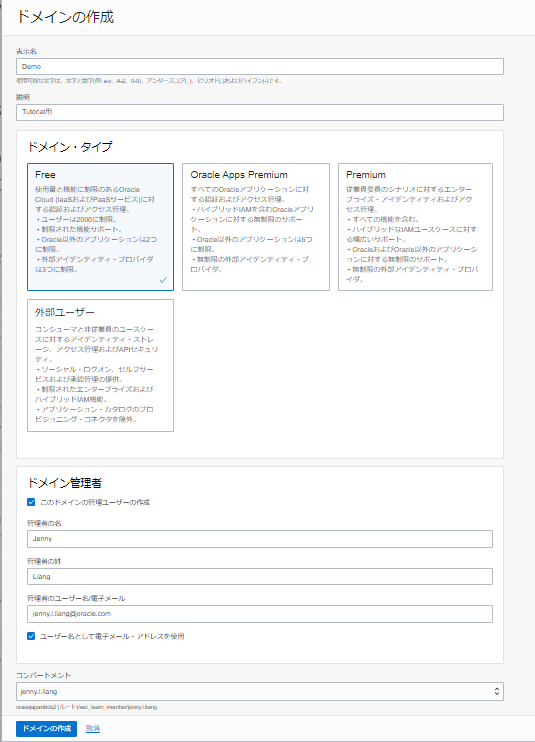 ドメインの作成
表示名
Demo
使用可能な文字は、文字と数字(例: a-z、A-Z、0-9)、アンダースコア(_)、ピリオド(.)およびハイフン(-)です。
説明
Tutorial用
ドメイン・タイプ
Free
使用量と機能に制限のあるOracle
Cloud (IaaSおよびPaaSサービス)に対
する認証およびアクセス管理。
・ユーザーは2000に制限。
・制限された機能サポート。
・Oracle以外のアプリケーションは2つ
に制限。
・外部アイデンティティ・プロバイダ
は3つに制限。
Oracle Apps Premium
すべてのOracleアプリケーションに対
する認証およびアクセス管理。
・ハイブリッドIAMを含むOracleアプリ
ケーションに対する無制限のサポー
ト。
・Oracle以外のアプリケーションは6つ
に制限。
・無制限の外部アイデンティティ・プ
ロバイダ。
Premium
従業員要員のシナリオに対するエンター
プライズ・アイデンティティおよびアク
セス管理。
・すべての機能を含む。
・ハイブリッドなIAMユースケースに対す
る幅広いサポート。
・OracleおよびOracle以外のアプリケーショ
ンに対する無制限のサポート。
・無制限の外部アイデンティティ・プロバ
イダ。
外部ユーザー
コンシューマと非従業員のユースケー
スに対するアイデンティティ・ストレ
ージ、アクセス管理およびAPIセキュリ
ティ。
・ソーシャル・ログオン、セルフサー
ビスおよび承認管理の提供。
・制限されたエンタープライズおよび
ハイブリッドIAM機能。
・アプリケーション・カタログのプロ
ビジョニング・コネクタを除外。
ドメイン管理者
このドメインの管理ユーザーの作成
管理者の名
Jenny
管理者の姓
Liang
管理者のユーザー名/電子メール
jenny.l.liang@oracle.com
ユーザー名として電子メール・アドレスを使用
コンパートメント
jenny.l.liang
ドメインの作成 取消